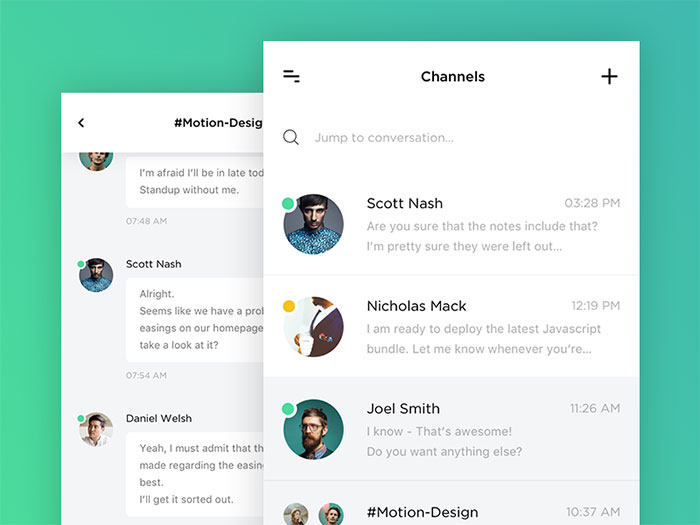 #Motion-Desig
I'm afraid I'll be in late tod
Standup without me.
07:48 AM
Scott Nash
Alright.
Seems like we have a prob
easings on our homepage
take a look at it?
07:54 AM
Daniel Welsh
Yeah, I must admit that th
made regarding the easin
best.
I'll get it sorted out.
Channels
Jump to conversation...
Scott Nash
03:28 PM
Are you sure that the notes include that?
I'm pretty sure they were left out...
Nicholas Mack
12:19 PM
I am ready to deploy the latest Javascript
bundle. Let me know whenever you're...
Joel Smith
11:26 AM
I know - That's awesome!
Do you want anything else?
#Motion-Design
10:37 AM